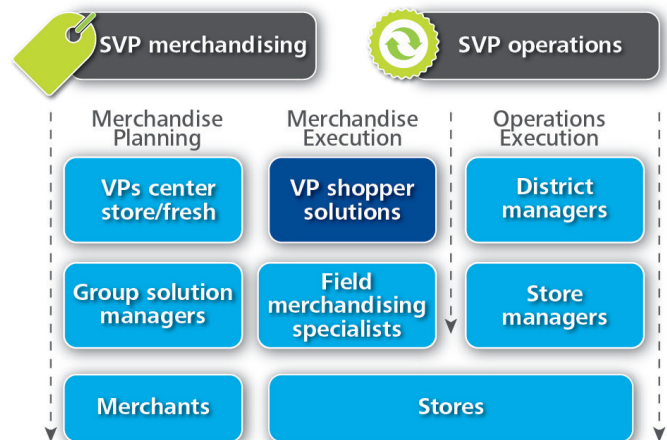 SVP merchandising
SVP operations
Merchandise
Planning
Merchandise
Execution
Operations
Execution
VPs center
store/fresh
VP shopper
solutions
District
managers
Group solution
managers
Field
merchandising
specialists
Store
managers
Merchants
Stores